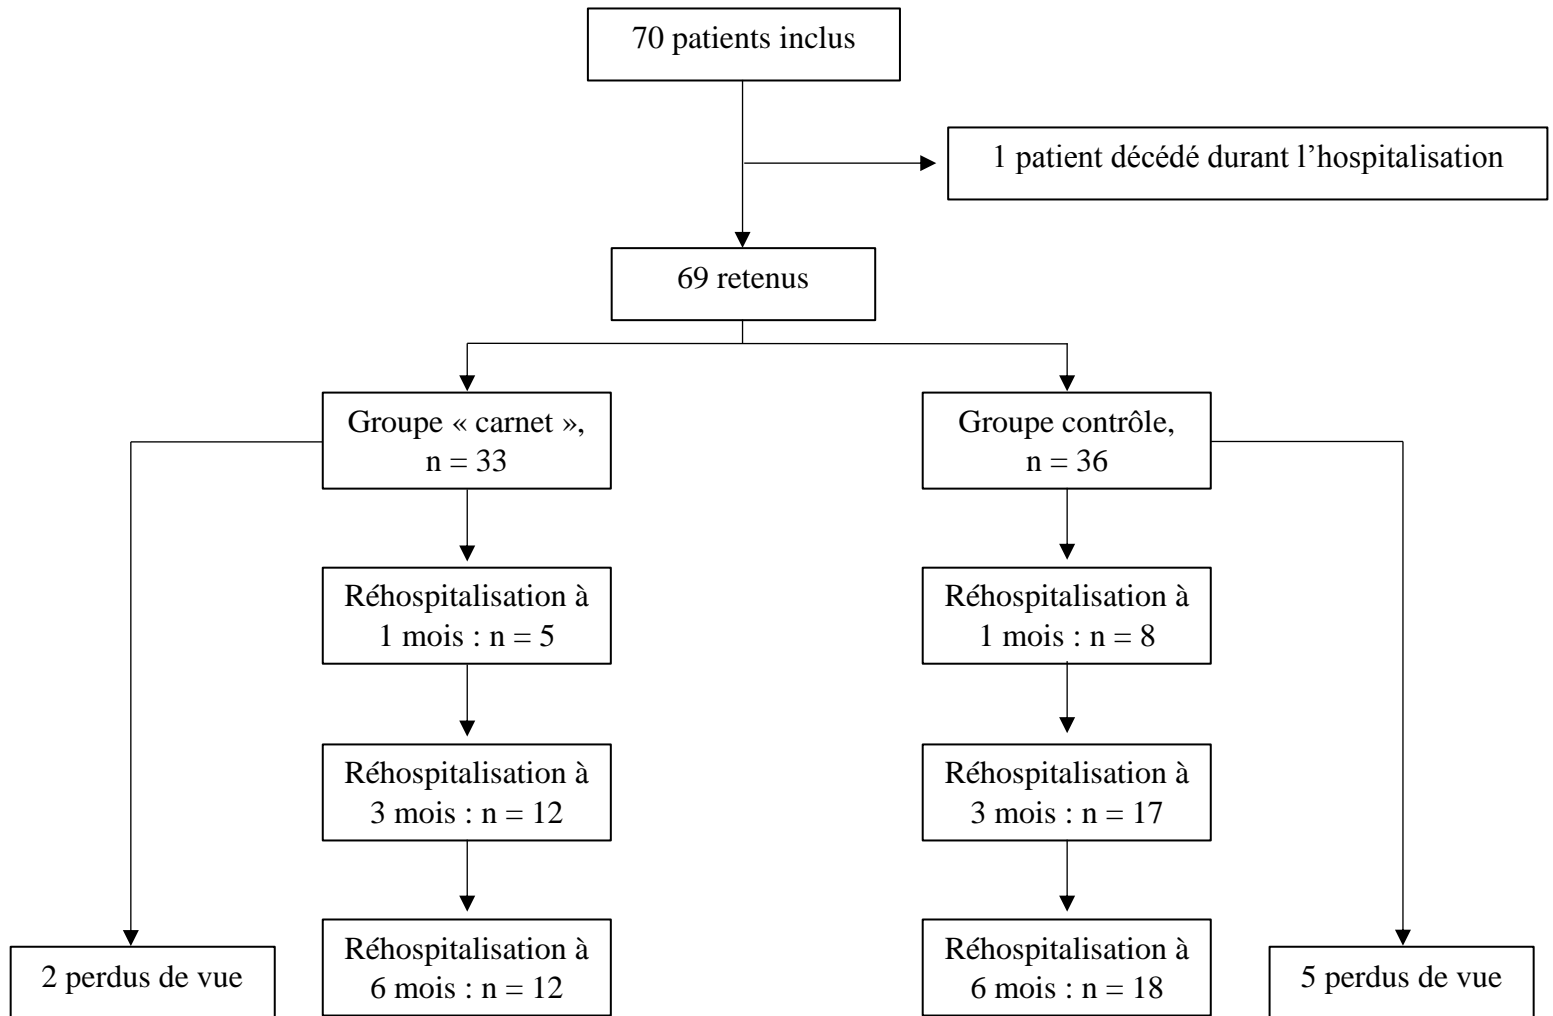 70 patients inclus
1 patient décédé durant l’hospitalisation
69 retenus
Groupe « carnet »,
n = 33
Groupe contrôle,
n = 36
Réhospitalisation à
1 mois : n = 5
Réhospitalisation à
1 mois : n = 8
Réhospitalisation à
3 mois : n = 12
Réhospitalisation à
3 mois : n = 17
2 perdus de vue
Réhospitalisation à
6 mois : n = 12
Réhospitalisation à
6 mois : n = 18
5 perdus de vue